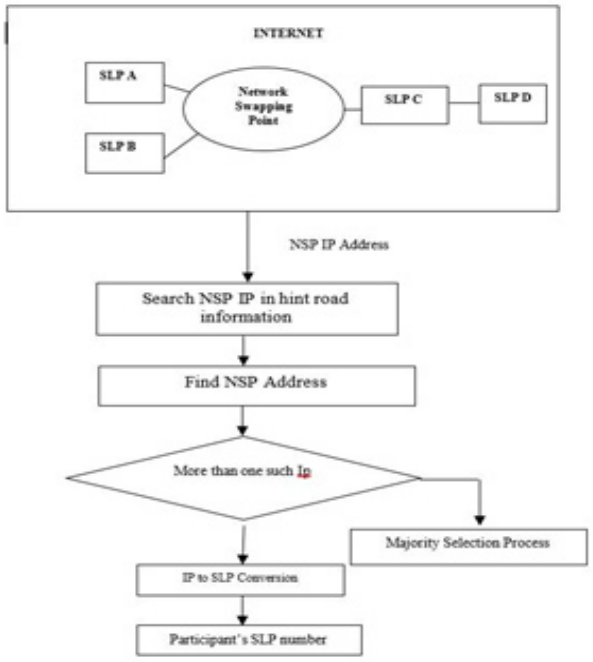 INTERNET
SLP A
Network
Swapping
Point
SLP C
SLP D
SLP B
NSP IP Address
Search NSP IP in hint road
information
Find NSP Address
More than one such Ip
Majority Selection Process
IP to SLP Conversion
Participant's SLP number